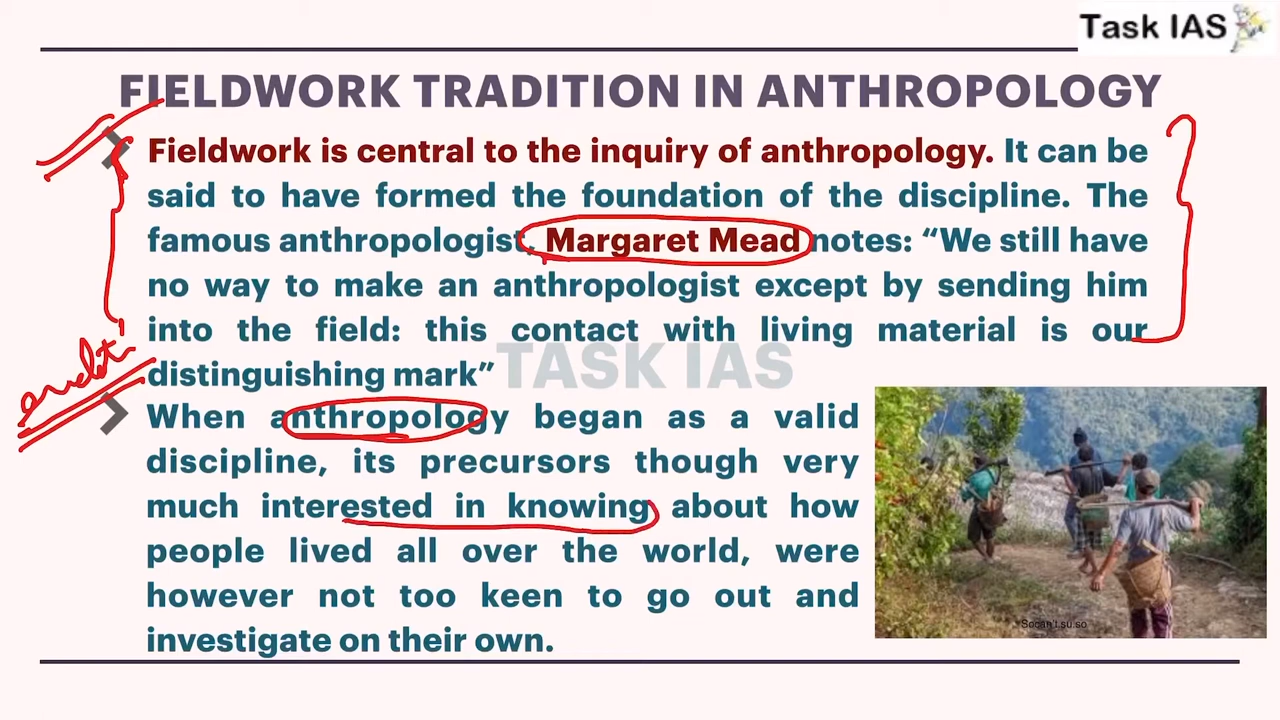 Task IAS
FIELDWORK TRADITION IN ANTHROPOLOGY
Fieldwork is central to the inquiry of anthropology. It can be
said to have formed the foundation of the discipline. The
famous anthropologist, Margaret Mead notes: “We still have
no way to make an anthropologist except by sending him
into the field: this contact with living material is our
distinguishing mark”
TASK IAS
When anthropology began as a valid
discipline, its precursors though very
much interested in knowing about how
people lived all over the world, were
however not too keen to go out and
investigate on their own.